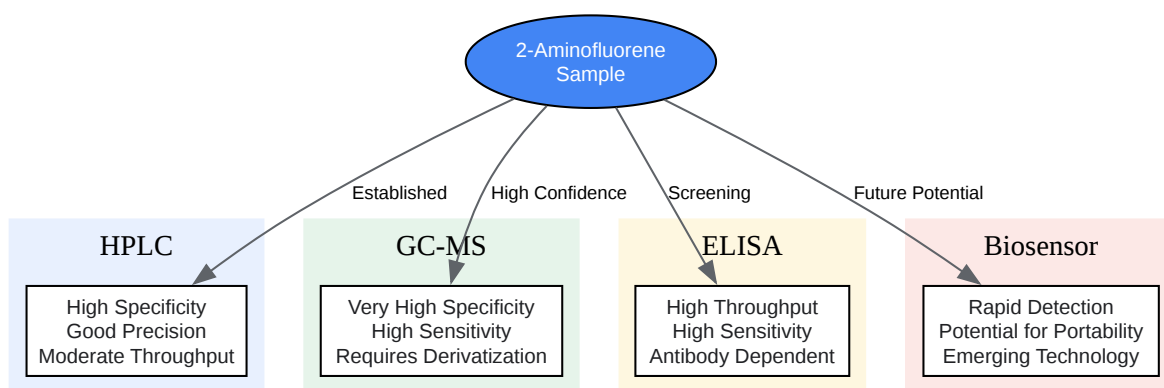 2-Aminofluorene
Sample
Established
High Confidence
Screening
Future Potential
HPLC
GC-MS
ELISA
Biosensor
High Specificity
Good Precision
Moderate Throughput
Very High Specificity
High Sensitivity
Requires Derivatization
High Throughput
High Sensitivity
Antibody Dependent
Rapid Detection
Potential for Portability
Emerging Technology